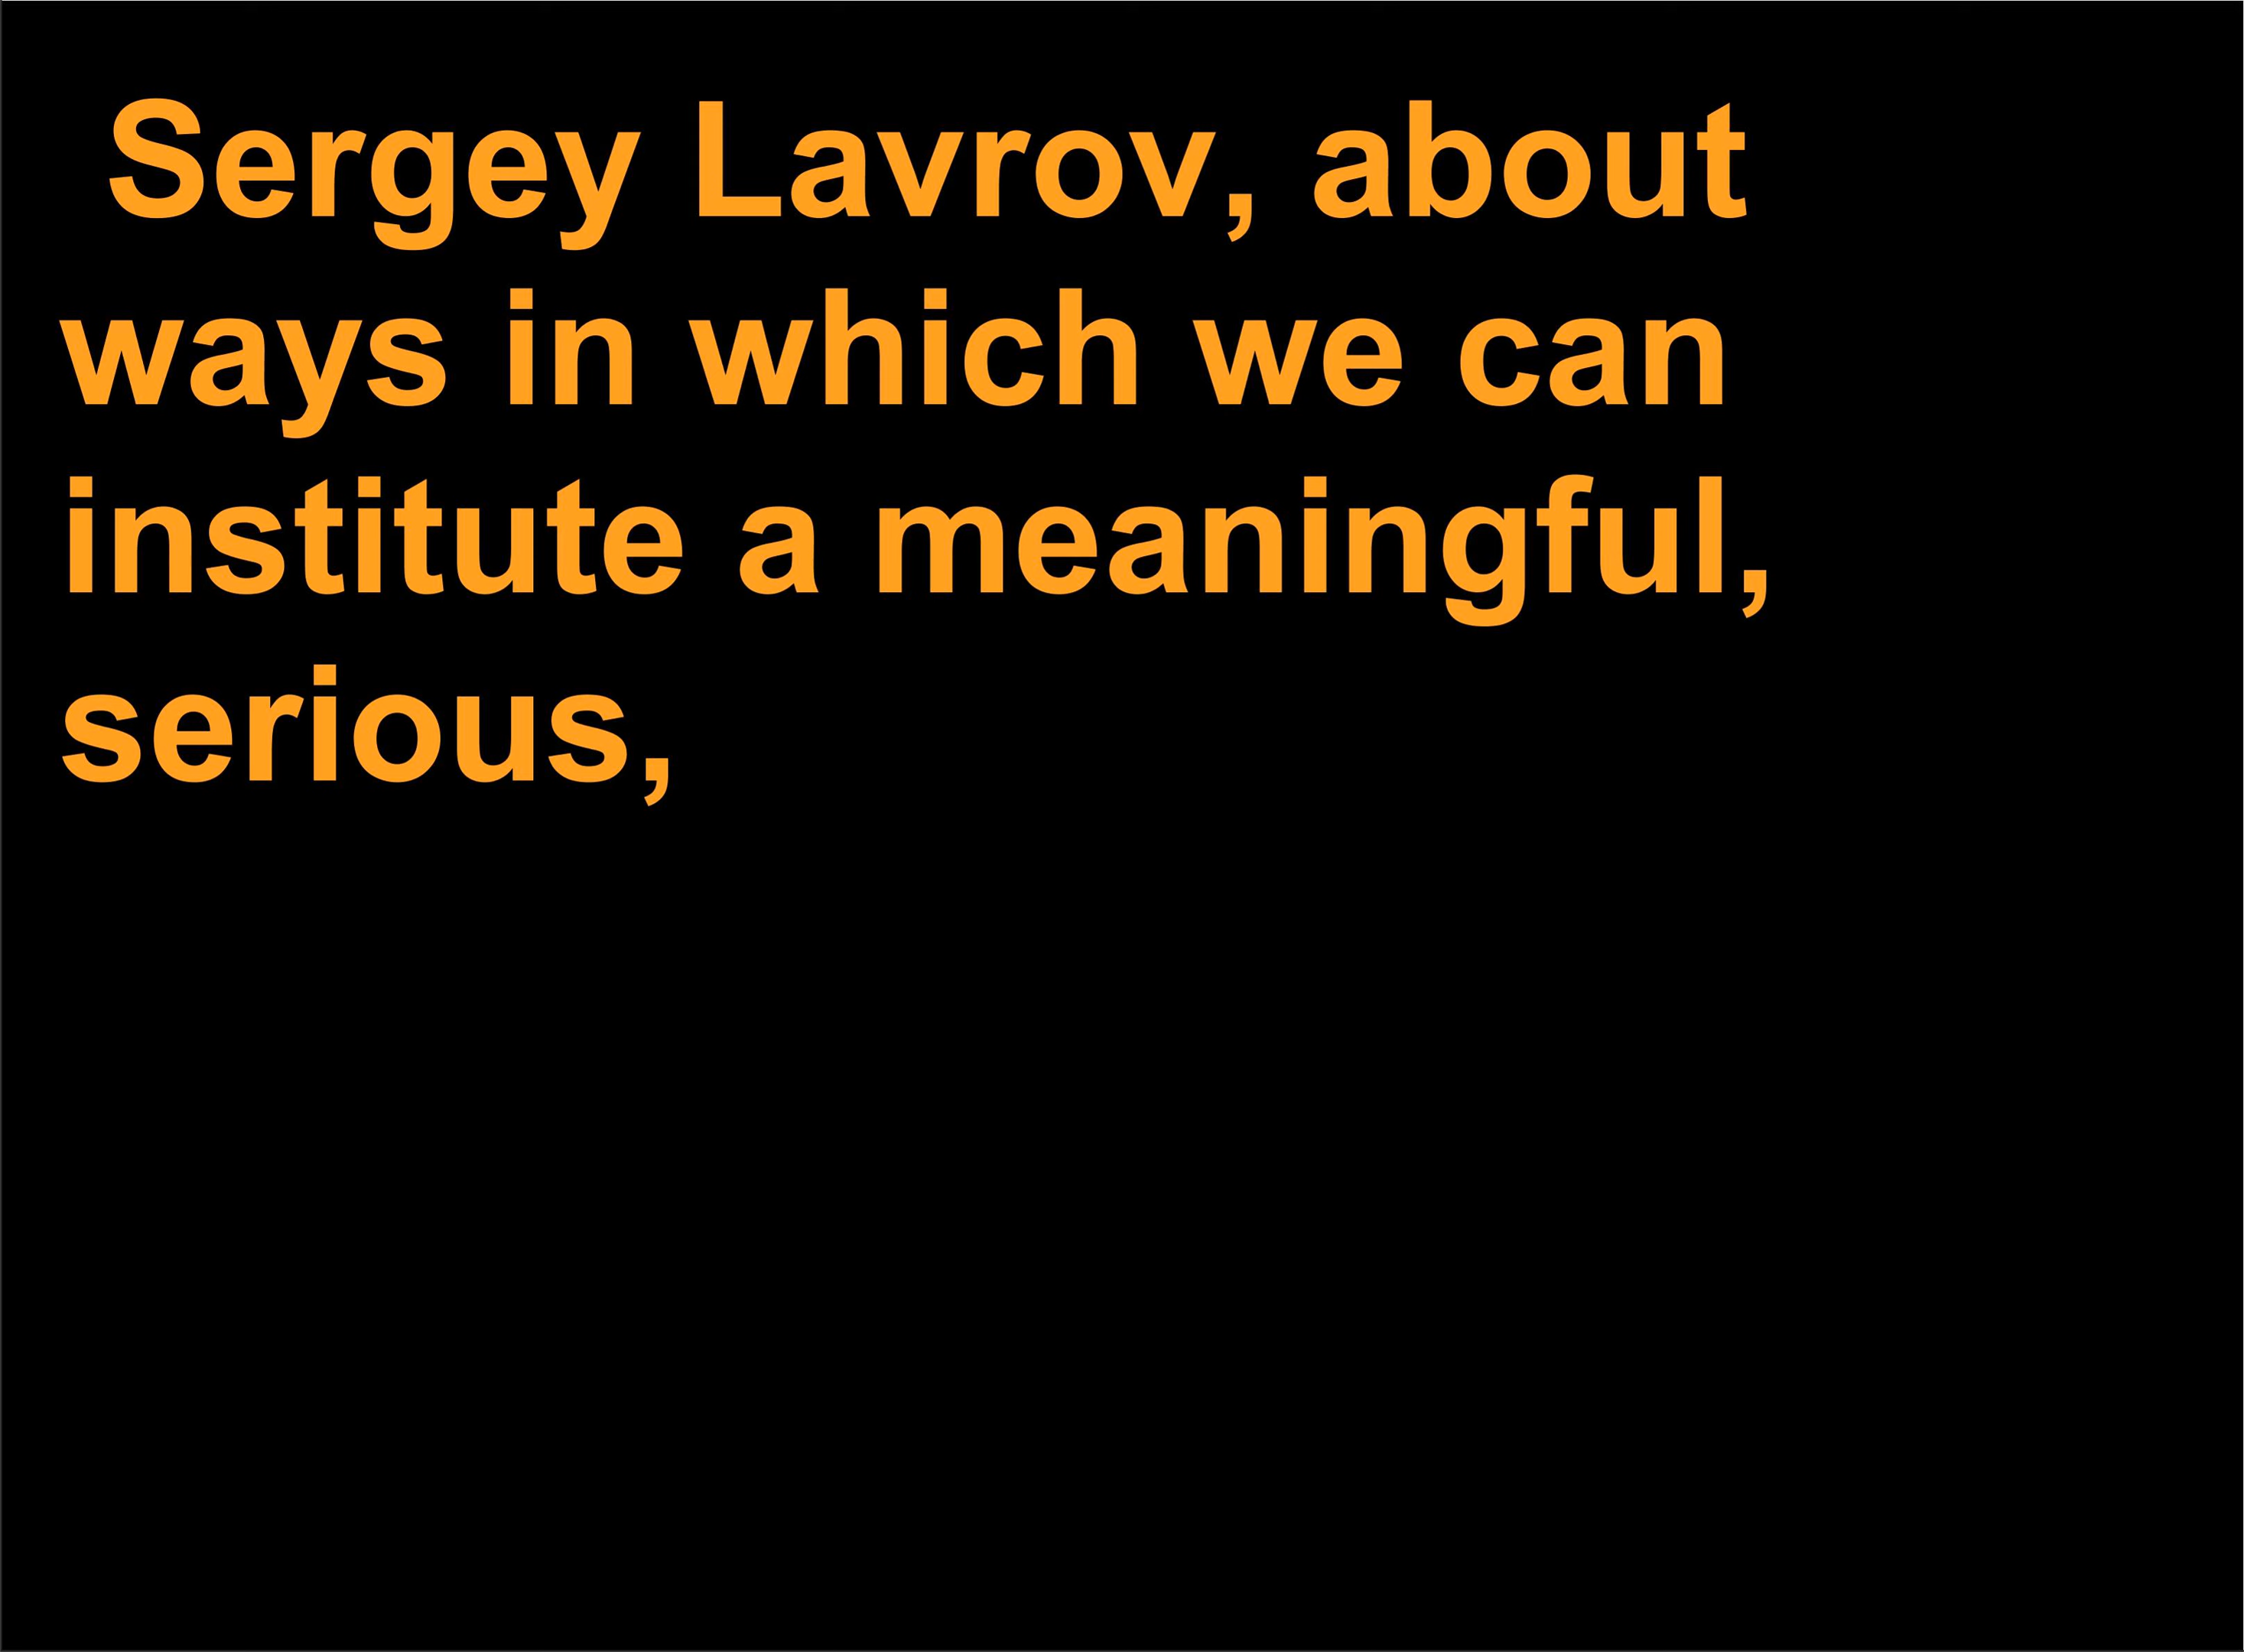 Sergey Lavrov, about
ways in which we can
institute a meaningful,
serious,